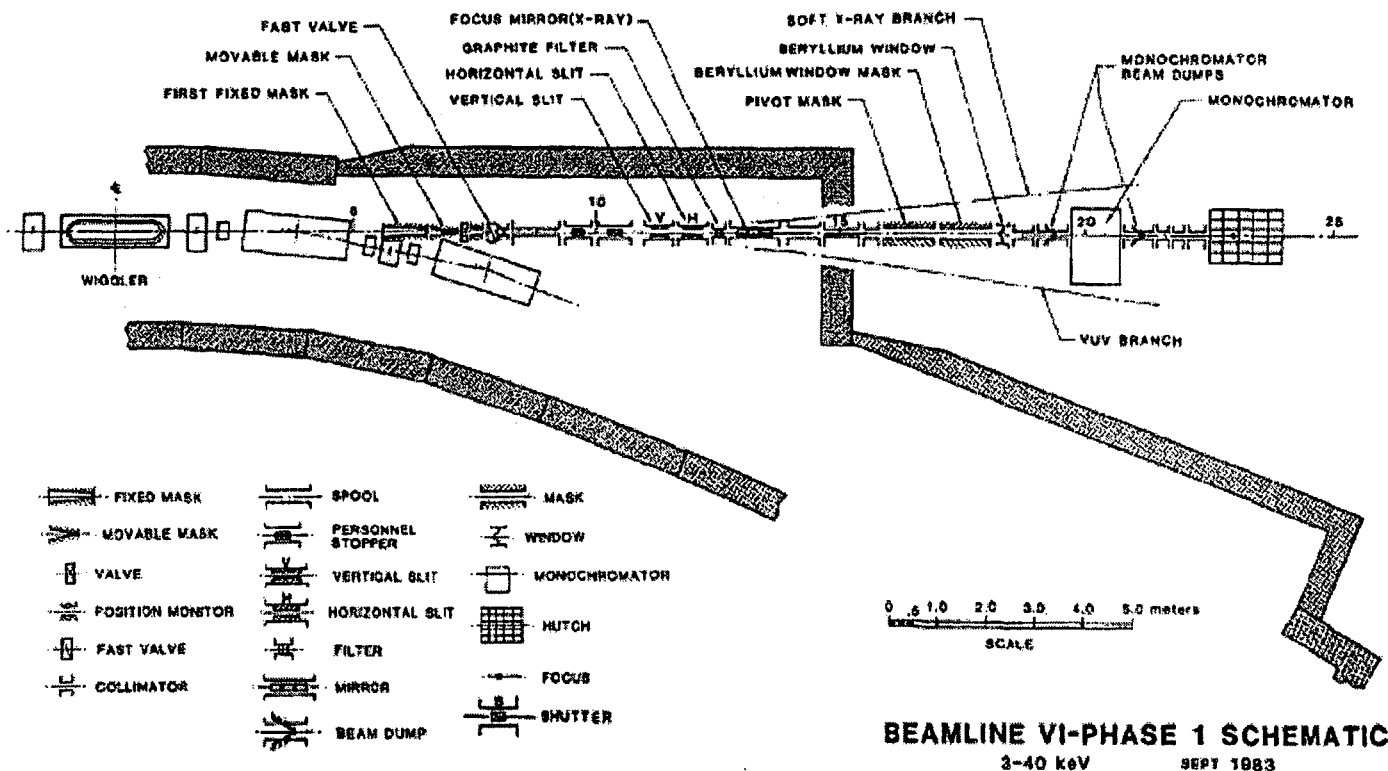 FAST VALVE
MOVABLE MASK
FIRST FIXED MASK
FOCUS MIRROR(X-RAY)
GRAPHITE FILTER
HORIZONTAL SLIT
VERTICAL SLIT
SOFT X-RAY BRANCH
BERYLLIUM WINDOW
BERYLLIUM WINDOW MASK
PIVOT MASK
MONOCHROMATOR
BEAM DUMPS
MONOCHROMATOR
10
V
H
15
20
25
WIGGLER
VUV BRANCH
FIXED MASK
MOVABLE MASK
VALVE
POSITION MONITOR
FAST VALVE
COLLIMATOR
SPOOL
PERSONNEL
STOPPER
V
VERTICAL SLIT
H
HORIZONTAL SLIT
FILTER
MIRROR
BEAM DUMP
MASK
WINDOW
MONOCHROMATOR
HUTCH
FOCUS
SHUTTER
0 .5 1.0 2.0 3.0 4.0 5.0 meters
SCALE
BEAMLINE VI-PHASE 1 SCHEMATIC
3-40 keV SEPT 1983